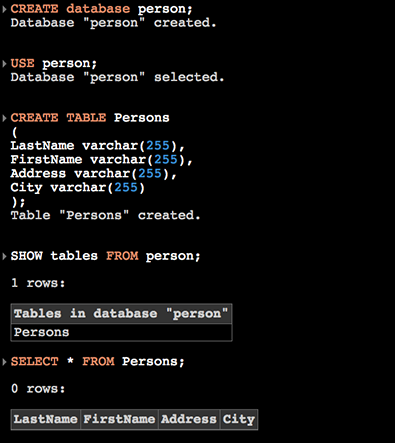 CREATE database person;
Database "person" created.
USE person;
Database "person" selected.
CREATE TABLE Persons
(
LastName varchar(255),
FirstName varchar(255),
Address varchar(255),
City varchar(255)
);
Table "Persons" created.
SHOW tables FROM person;
1 rows:
Tables in database "person"
Persons
SELECT * FROM Persons;
0 rows:
LastName FirstName Address City